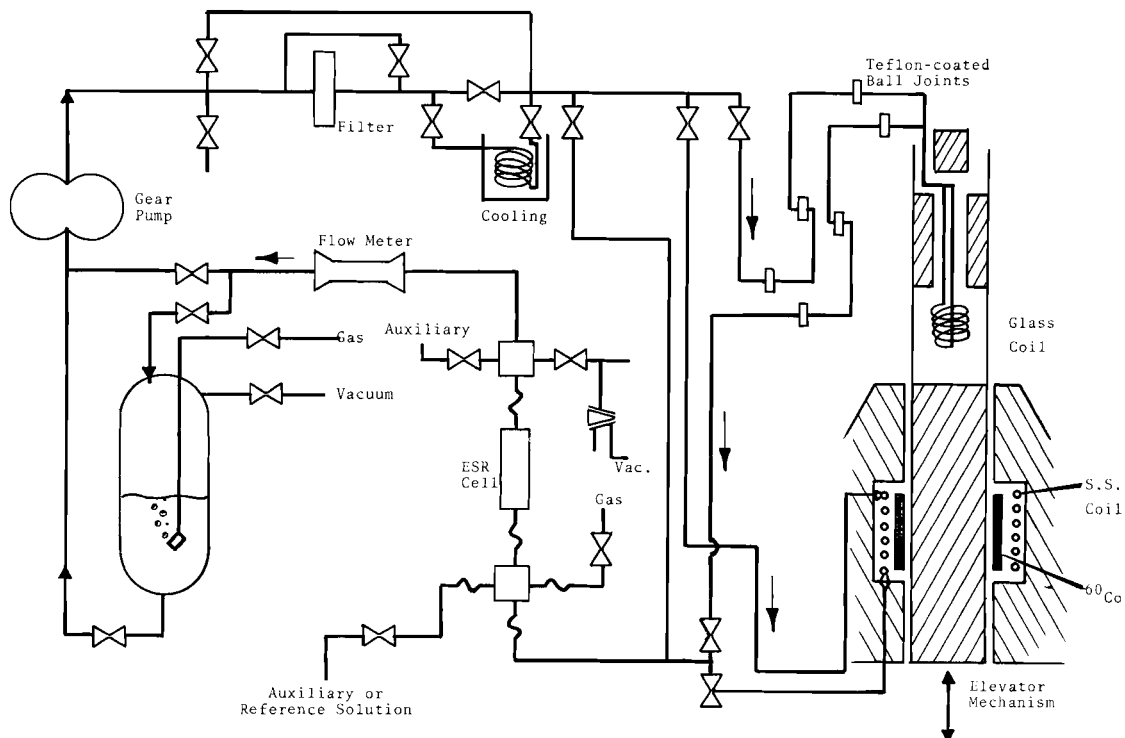 Teflon-coated
Ball Joints
Filter
Gear
Pump
Cooling
Flow Meter
Auxiliary
Gas
Glass
Coil
Vacuum
ESR
Cell
Vac.
Gas
S.S.
Coil
60Co
Auxiliary or
Reference Solution
Elevator
Mechanism